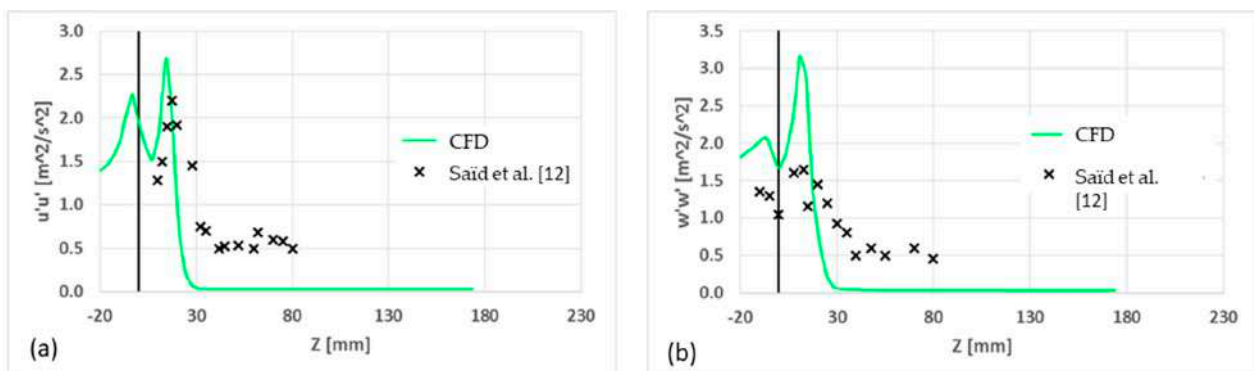 3.0
2.5
2.0
1.5
1.0
0.5
0.0
u'u' [m^2/s^2]
CFD
Saïd et al. [12]
-20 30 80 130 180 230
Z [mm]
(a)
3.5
3.0
2.5
2.0
1.5
1.0
0.5
0.0
w'w' [m^2/s^2]
CFD
Saïd et al.
[12]
-20 30 80 130 180 230
Z [mm]
(b)